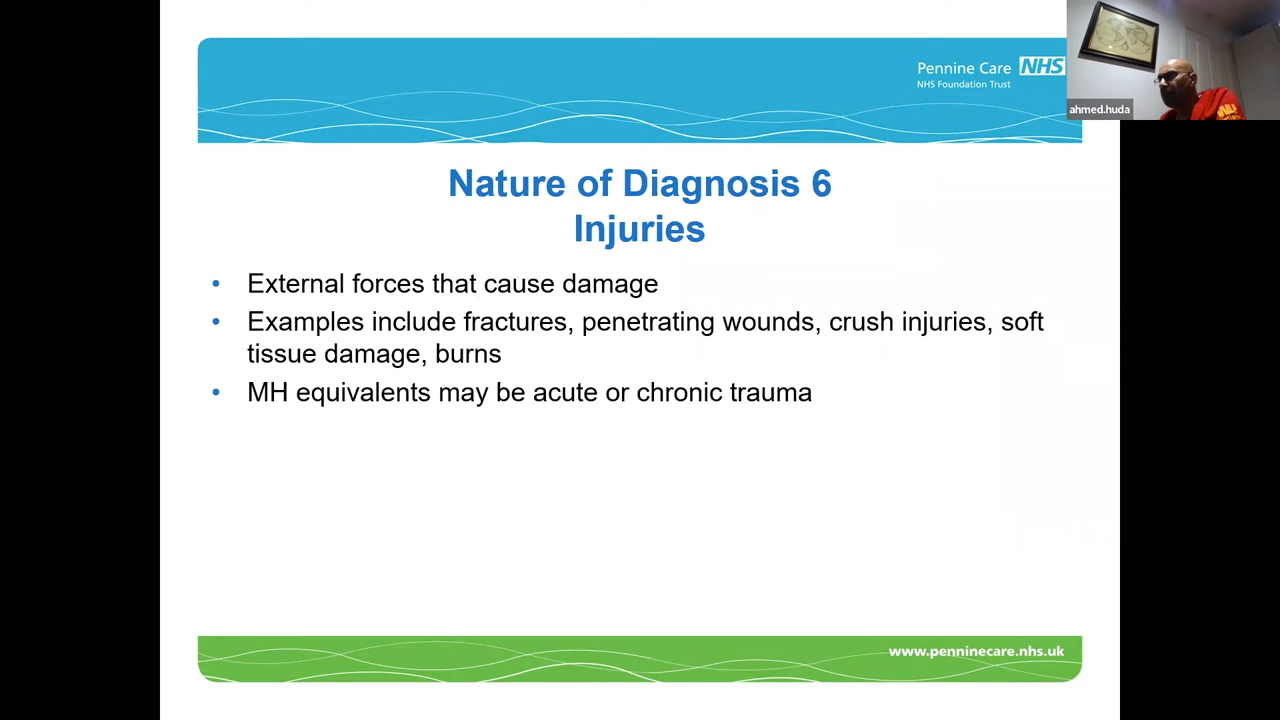 Pennine Care NHS
NHS Foundation Trust
ahmed.huda
Nature of Diagnosis 6
Injuries
• External forces that cause damage
• Examples include fractures, penetrating wounds, crush injuries, soft
tissue damage, burns
• MH equivalents may be acute or chronic trauma
www.penninecare.nhs.uk